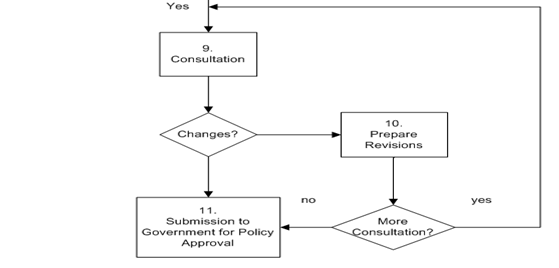 Yes
9.
Consultation
Changes?
10.
Prepare
Revisions
11.
Submission to
Government for Policy
Approval
no
More
Consultation?
yes